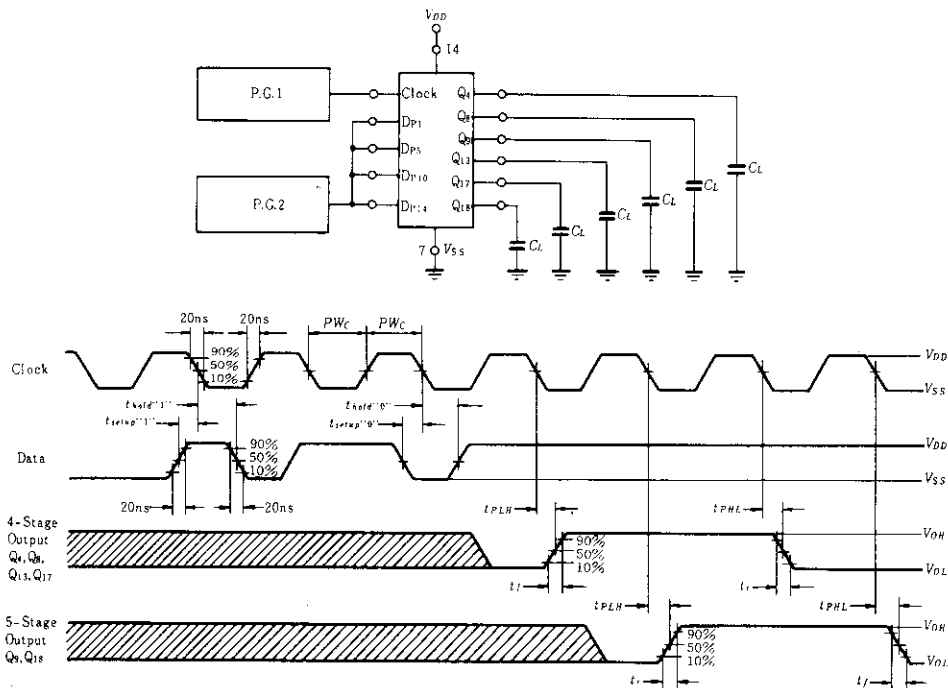 VDD
14
P.G.1
Clock
Q4
DP1
Q8
DP5
Q9
DP10
Q13
P.G.2
DP14
Q17
Q18
CL
CL
CL
CL
CL
CL
7 VSS
20ns 20ns PWC PWC
90%
50%
10%
Clock
VDD
VSS
thold"1"
thold"0"
tsetup"1"
tsetup"0"
Data
90%
50%
10%
VDD
VSS
20ns 20ns
tPLH
tPHL
4-Stage
Output
Q4, Q8,
Q13, Q17
90%
50%
10%
VOH
VOL
tPLH
tPHL
5-Stage
Output
Q9, Q18
90%
50%
10%
VOH
VOL
tr
tf